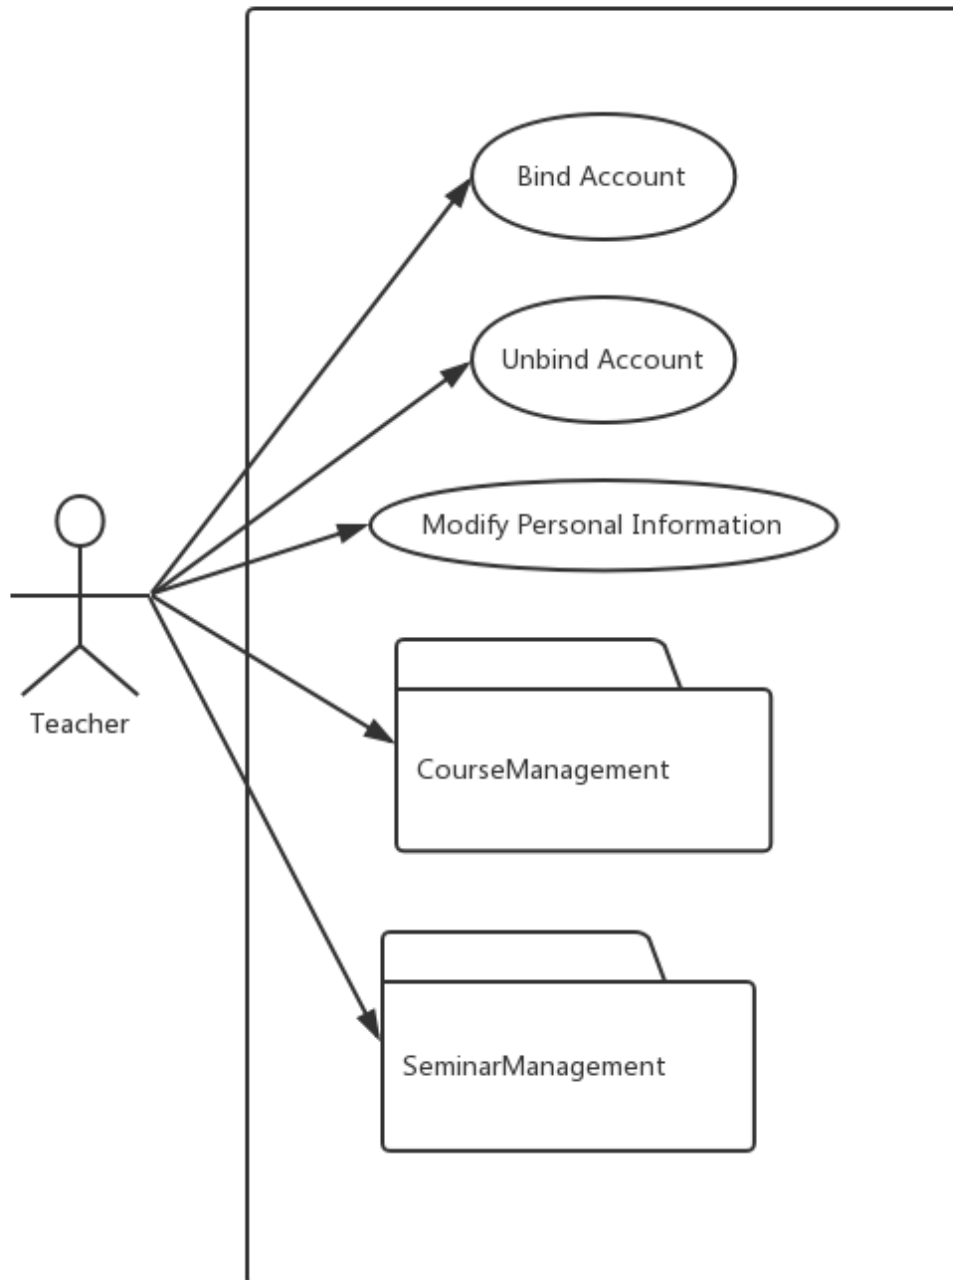 Bind Account
Unbind Account
Modify Personal Information
Teacher
CourseManagement
SeminarManagement